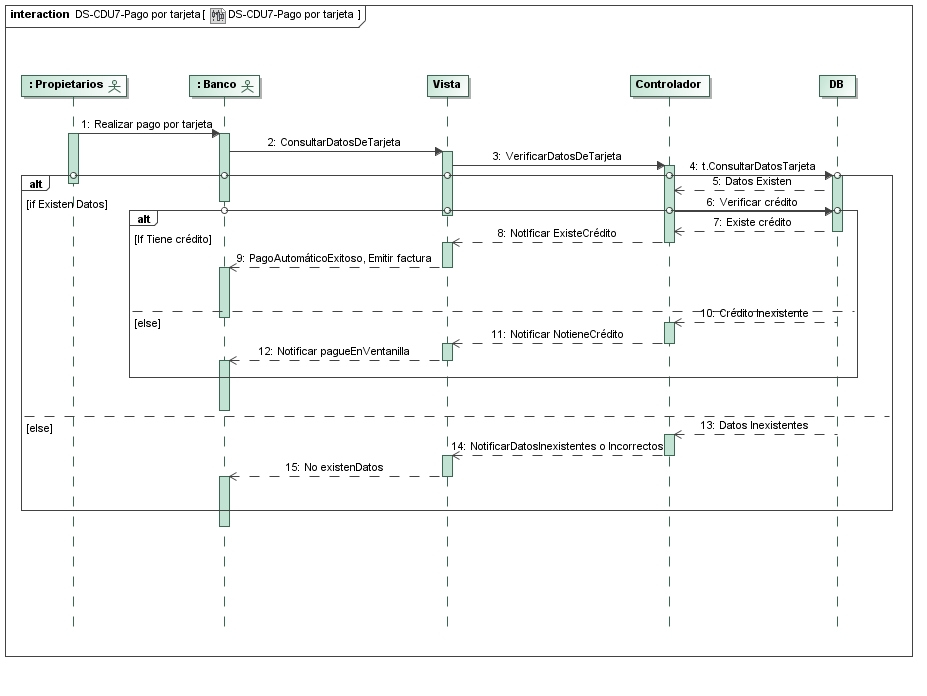 interaction DS-CDU7-Pago por tarjeta [ DS-CDU7-Pago por tarjeta ]
: Propietarios
: Banco
Vista
Controlador
DB
1: Realizar pago por tarjeta
2: ConsultarDatosDeTarjeta
3: VerificarDatosDeTarjeta
4: t.ConsultarDatosTarjeta
alt
5: Datos Existen
[if Existen Datos]
6: Verificar crédito
alt
7: Existe crédito
[If Tiene crédito]
8: NotIficar ExisteCrédito
9: PagoAutomáticoExitoso, Emitir factura
10: Crédito Inexistente
[else]
11: Notificar NotieneCrédito
12: Notificar pagueEnVentanilla
[else]
13: Datos Inexistentes
14: NotificarDatosInexistentes o Incorrectos
15: No existenDatos